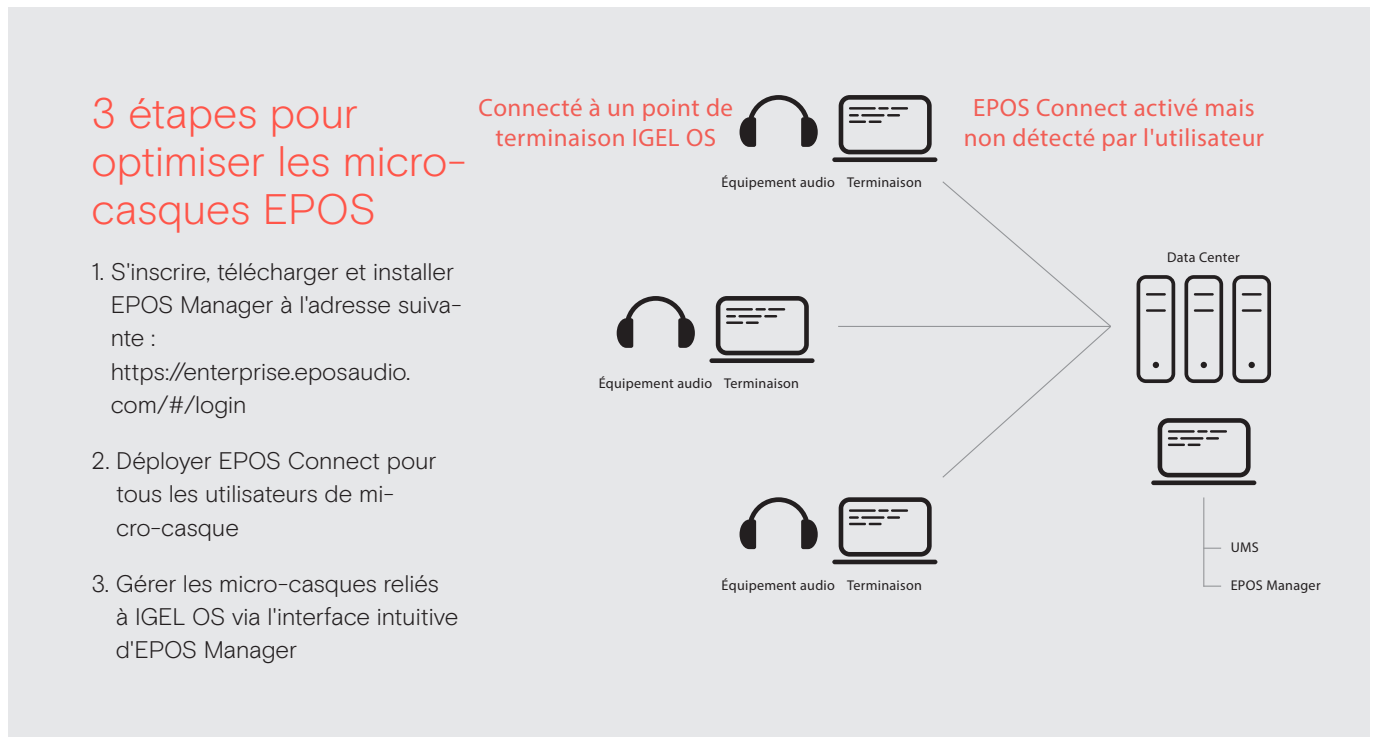 3 étapes pour
optimiser les micro-
casques EPOS
1. S'inscrire, télécharger et installer
EPOS Manager à l'adresse suiva-
nte :
https://enterprise.eposaudio.
com/#/login
2. Déployer EPOS Connect pour
tous les utilisateurs de mi-
cro-casque
3. Gérer les micro-casques reliés
à IGEL OS via l'interface intuitive
d'EPOS Manager
Connecté à un point de
terminaison IGEL OS
EPOS Connect activé mais
non détecté par l'utilisateur
Équipement audio Terminaison
Data Center
Équipement audio Terminaison
Équipement audio Terminaison
UMS
EPOS Manager